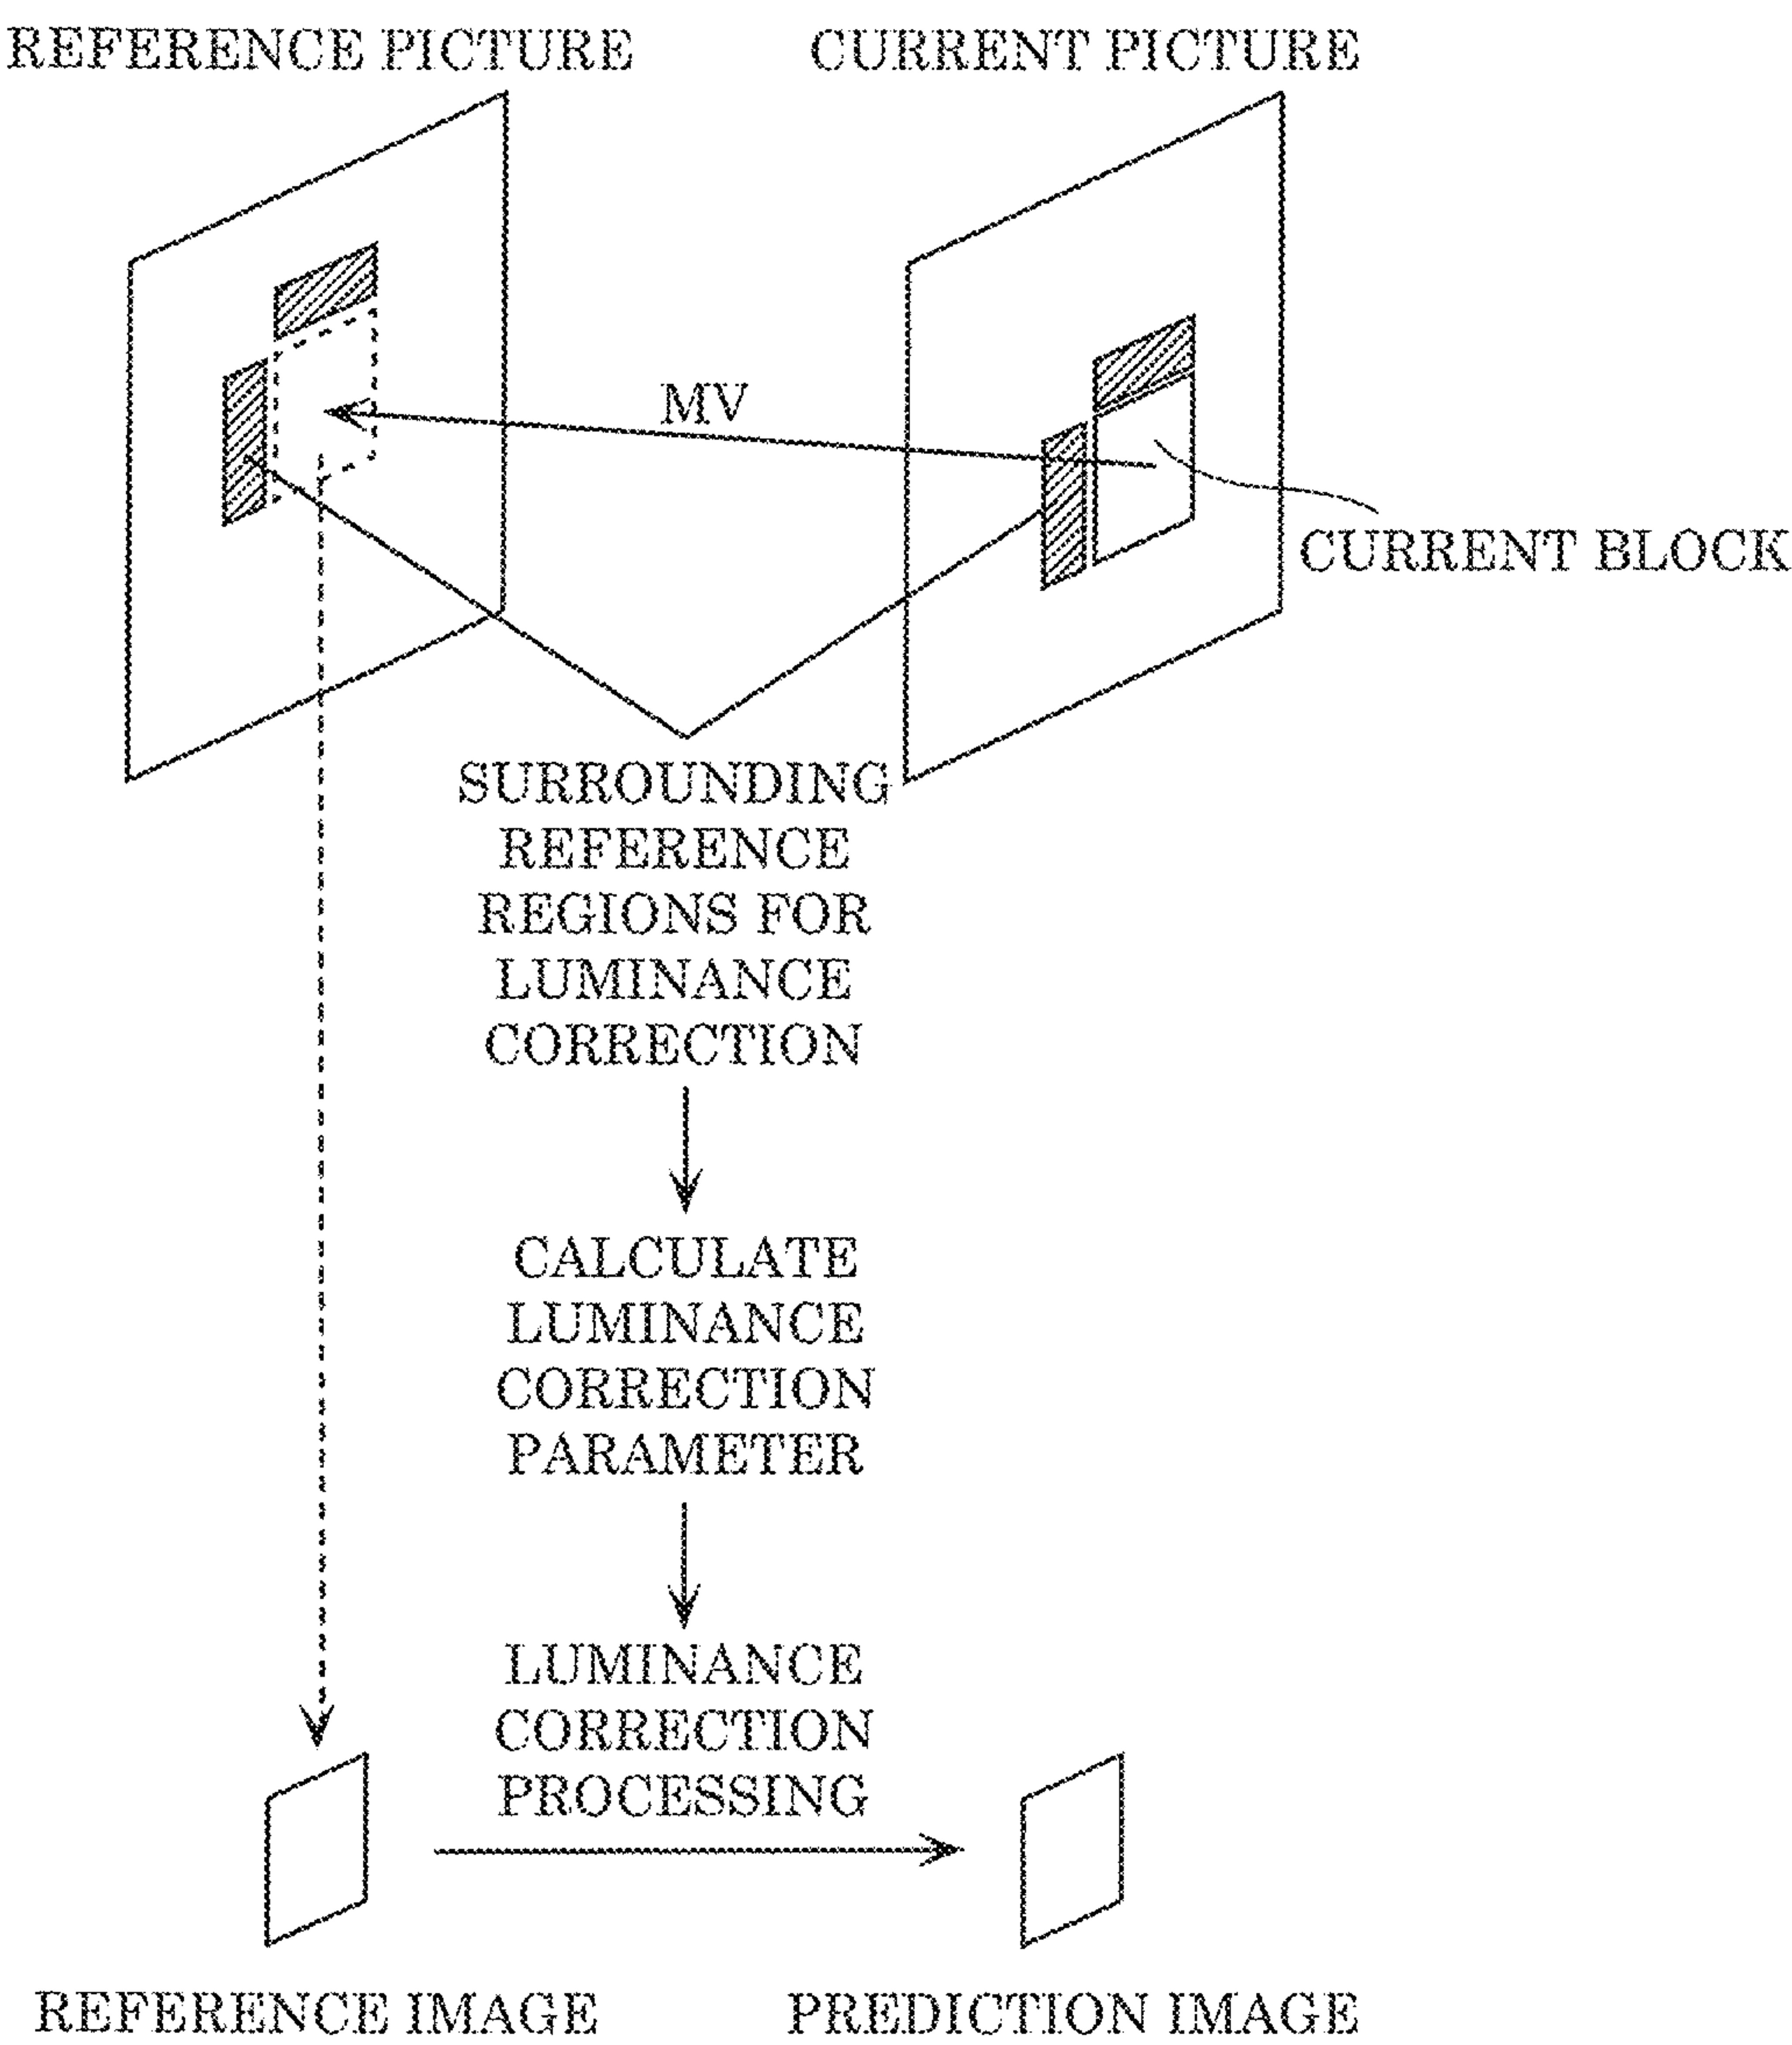 REFERENCE PICTURE
CURRENT PICTURE
MV
CURRENT BLOCK
SURROUNDING
REFERENCE
REGIONS FOR
LUMINANCE
CORRECTION
CALCULATE
LUMINANCE
CORRECTION
PARAMETER
LUMINANCE
CORRECTION
PROCESSING
REFERENCE IMAGE
PREDICTION IMAGE